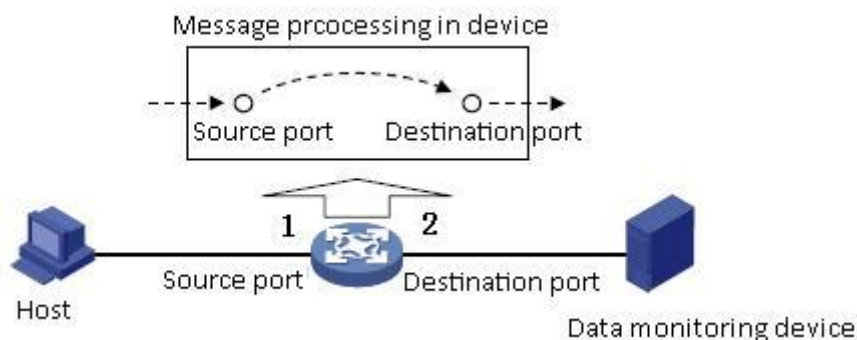 Message prcocessing in device
Source port
Destination port
1
2
Source port
Destination port
Host
Data monitoring device